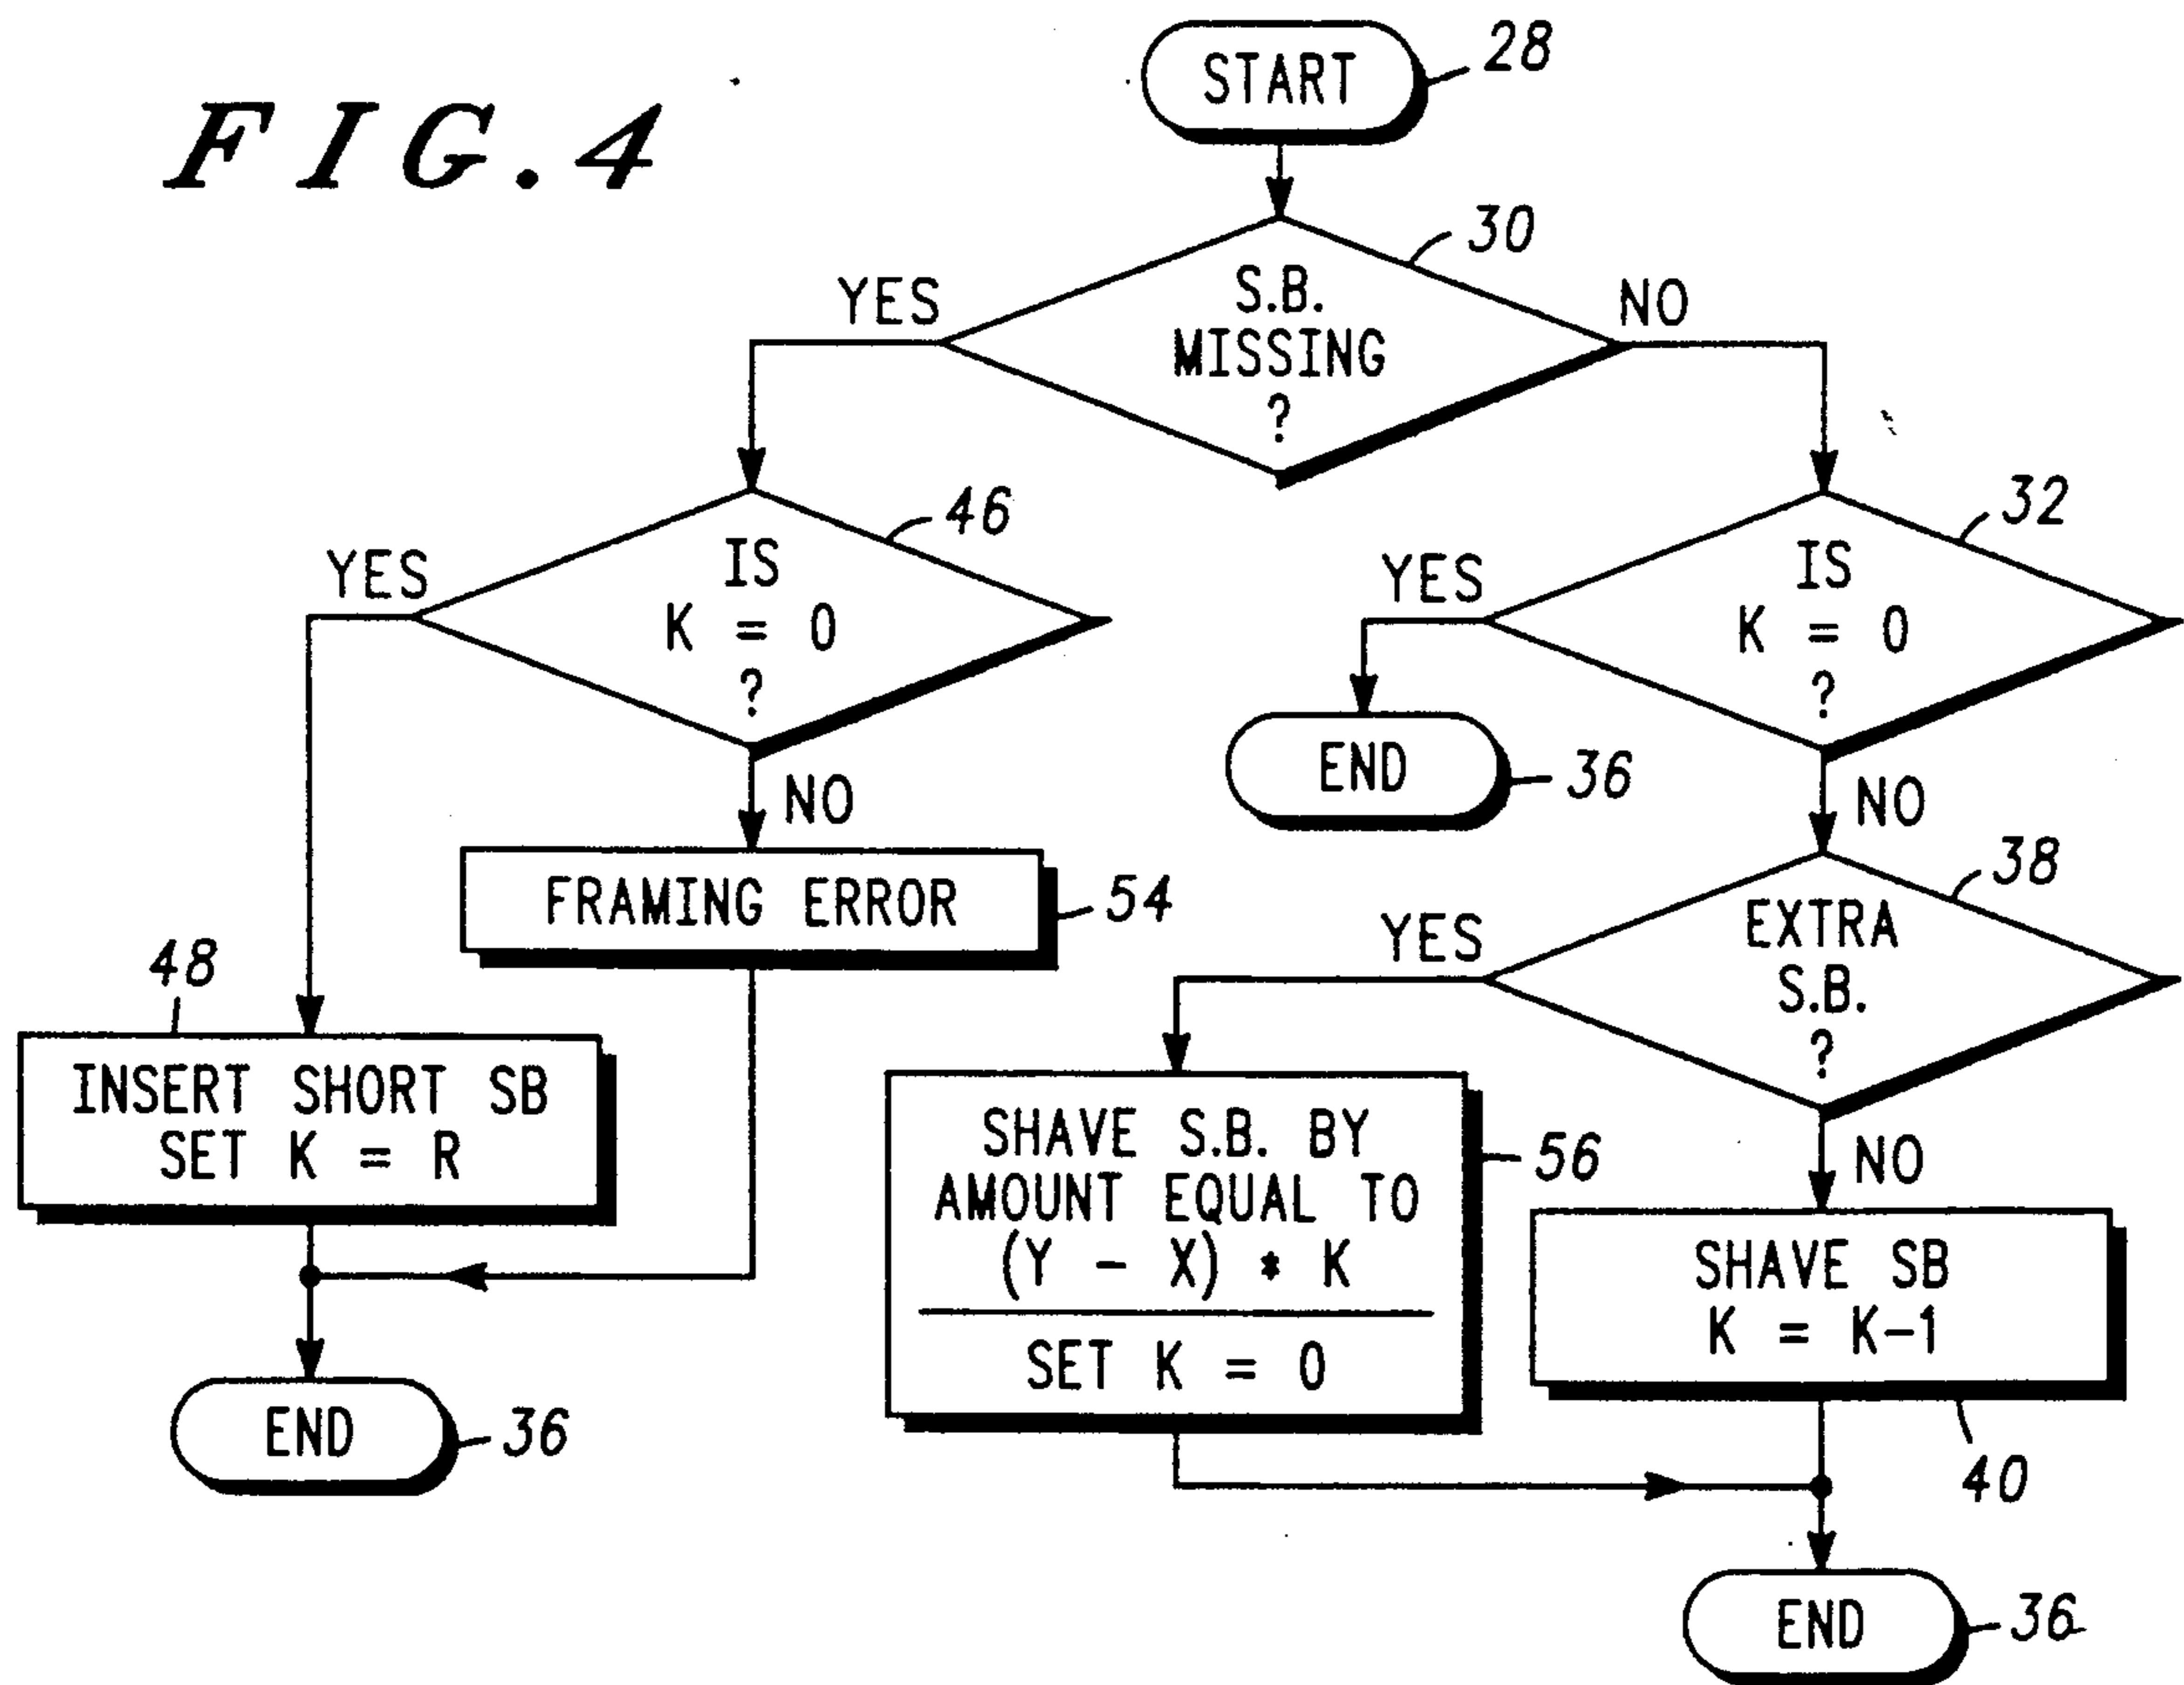 FIG.4
START
28
30
S.B.
MISSING
?
YES
NO
46
IS
K = 0
?
YES
NO
32
IS
K = 0
?
YES
NO
END
36
FRAMING ERROR
54
38
EXTRA
S.B.
?
YES
NO
48
INSERT SHORT SB
SET K = R
SHAVE S.B. BY
AMOUNT EQUAL TO
(Y - X) * K
SET K = 0
56
SHAVE SB
K = K-1
40
END
36
END
36